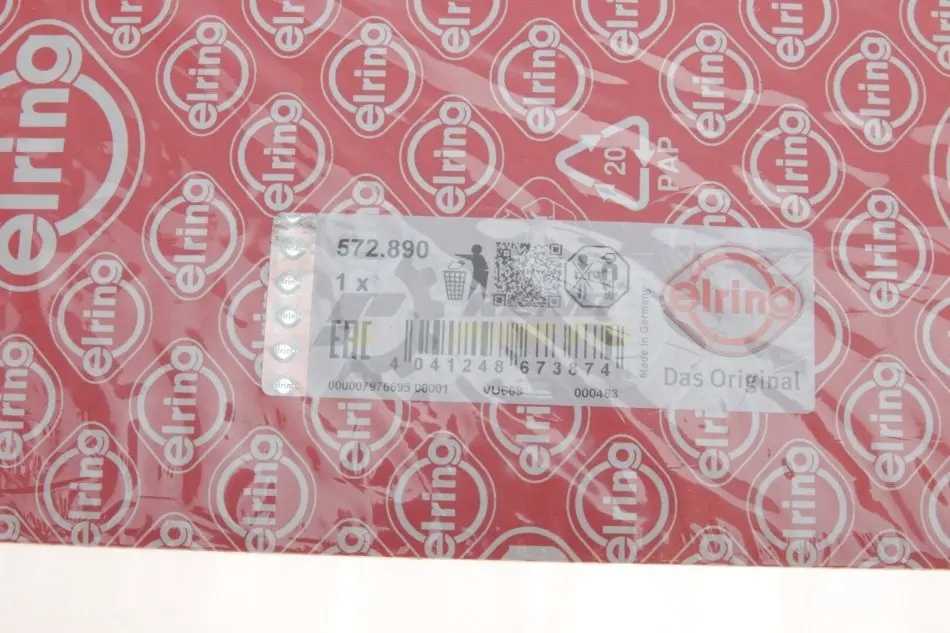 elring
20
PAP
572.890
1 x
EAC
4 041248 673874
000007976695 00001 VU669 000453
Made in Germany
elring
Das Original